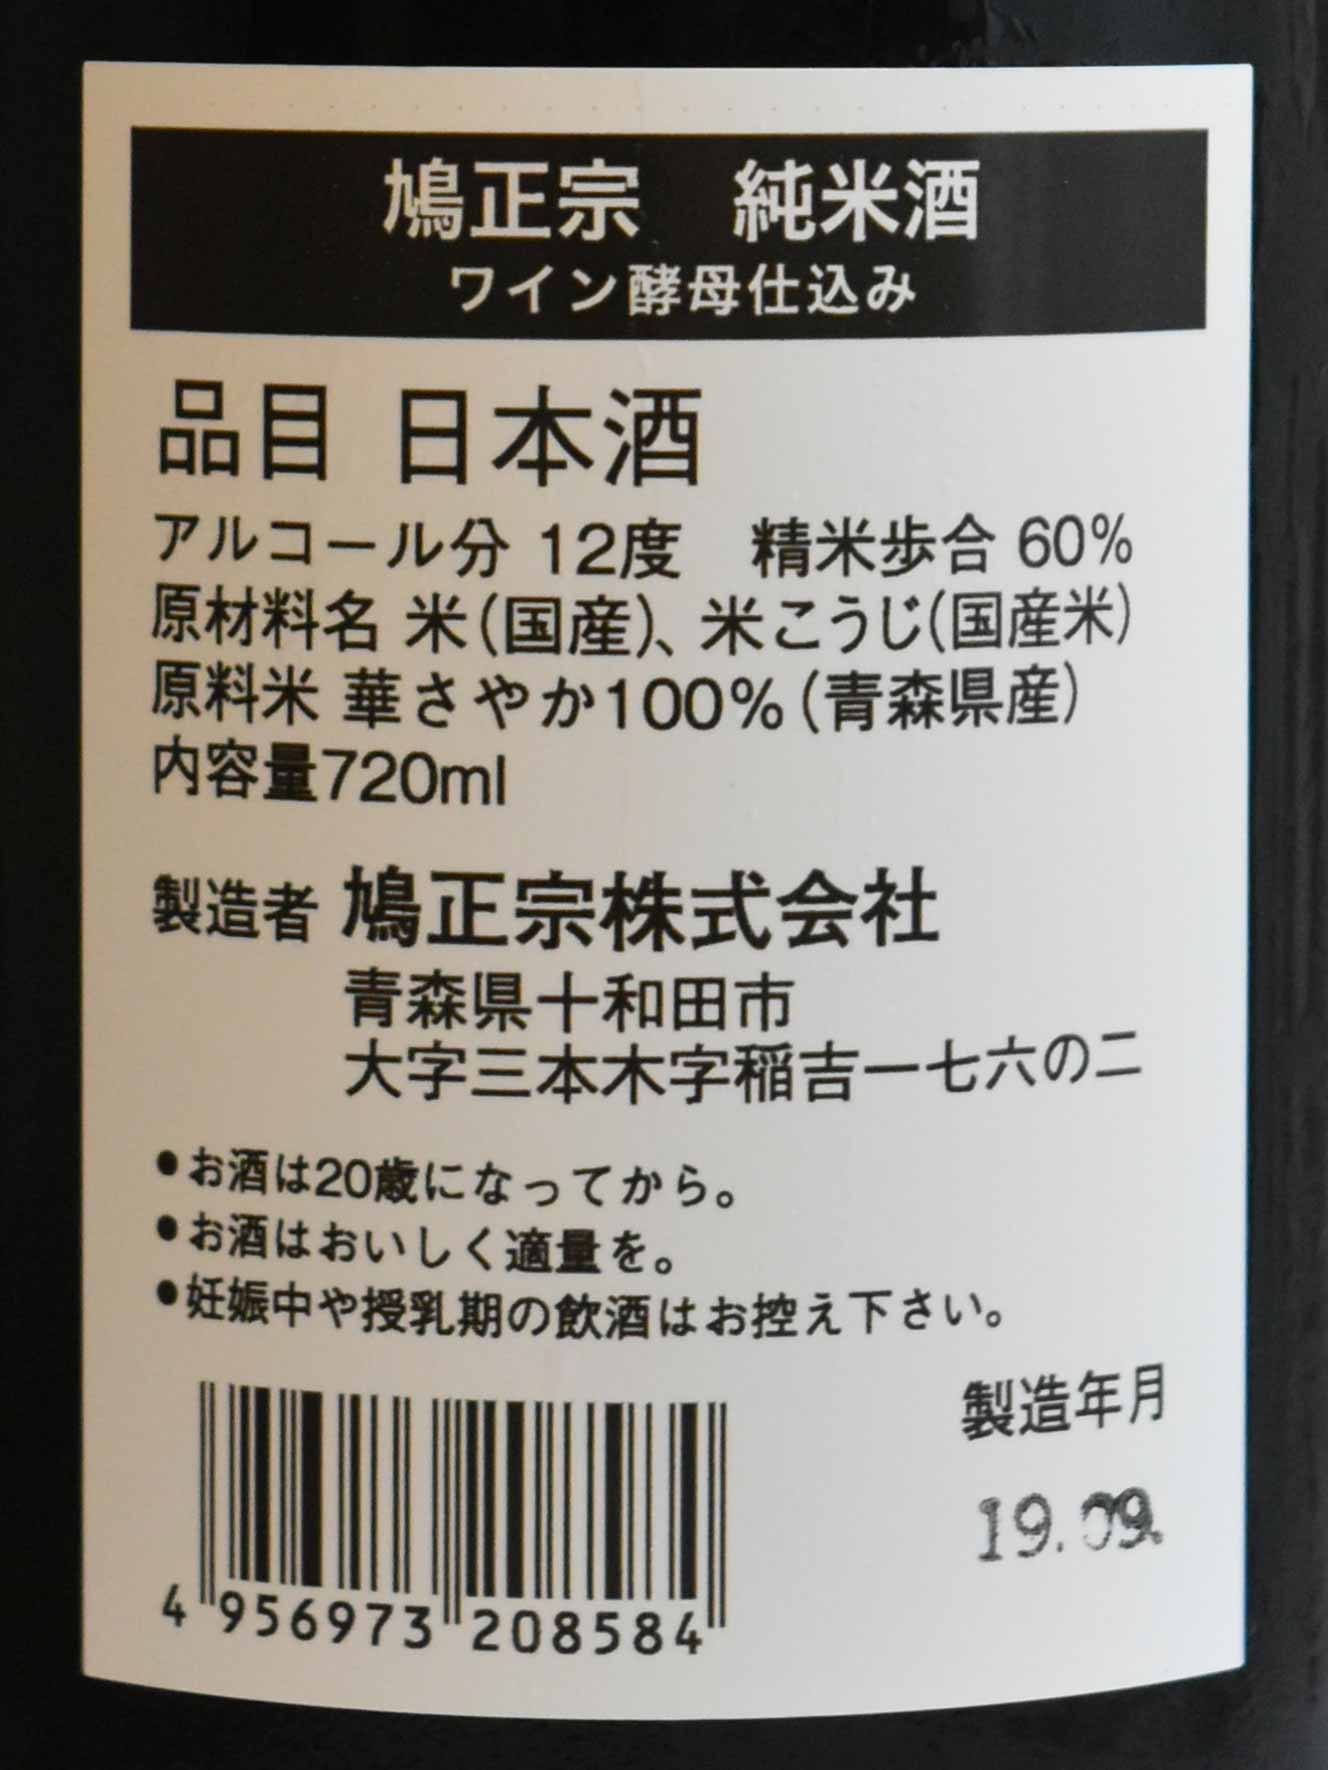 鳩正宗　純米酒
ワイン酵母仕込み
品目 日本酒
アルコール分 12度　精米歩合 60%
原材料名 米(国産)、米こうじ(国産米)
原料米 華さやか100%(青森県産)
内容量720ml
製造者 鳩正宗株式会社
青森県十和田市
大字三本木字稲吉一七六の二
●お酒は20歳になってから。
●お酒はおいしく適量を。
●妊娠中や授乳期の飲酒はお控え下さい。
製造年月
19.09.
4 956973 208584